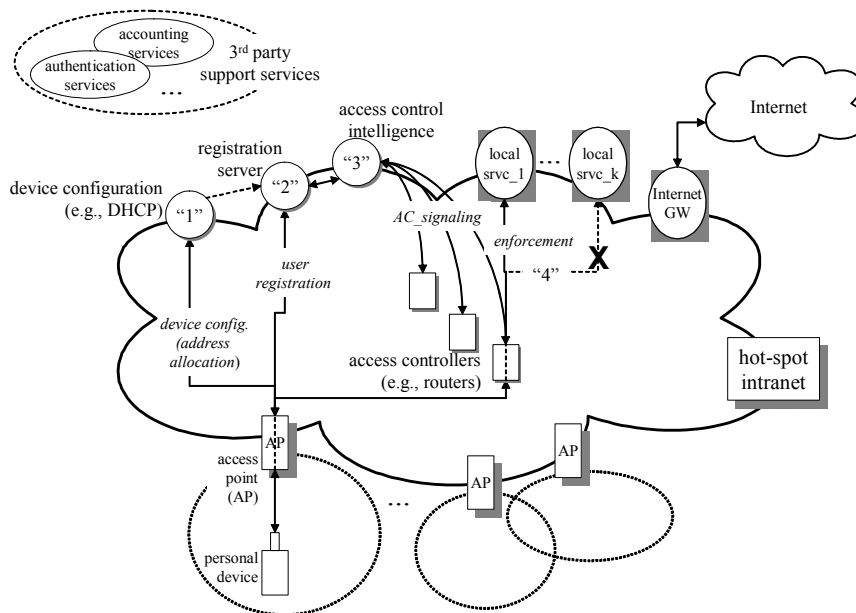 accounting
services
authentication
services
...
3rd party
support services
access control
intelligence
registration
server
device configuration
(e.g., DHCP)
“1”
“2”
“3”
local
srvc_1
...
local
srvc_k
Internet
Internet
GW
AC_signaling
enforcement
“4”
X
user
registration
device config.
(address
allocation)
access controllers
(e.g., routers)
hot-spot
intranet
AP
access
point
(AP)
...
AP
AP
personal
device